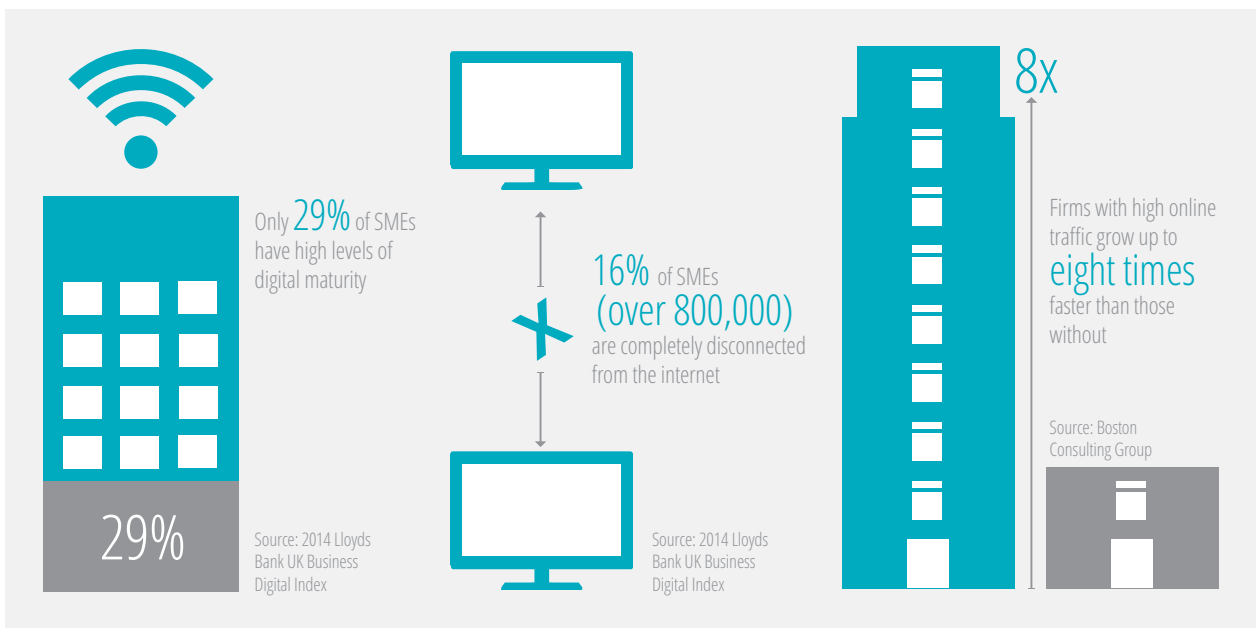 Only 29% of SMEs
have high levels of
digital maturity
29%
Source: 2014 Lloyds
Bank UK Business
Digital Index
16% of SMEs
(over 800,000)
are completely disconnected
from the internet
Source: 2014 Lloyds
Bank UK Business
Digital Index
8x
Firms with high online
traffic grow up to
eight times
faster than those
without
Source: Boston
Consulting Group